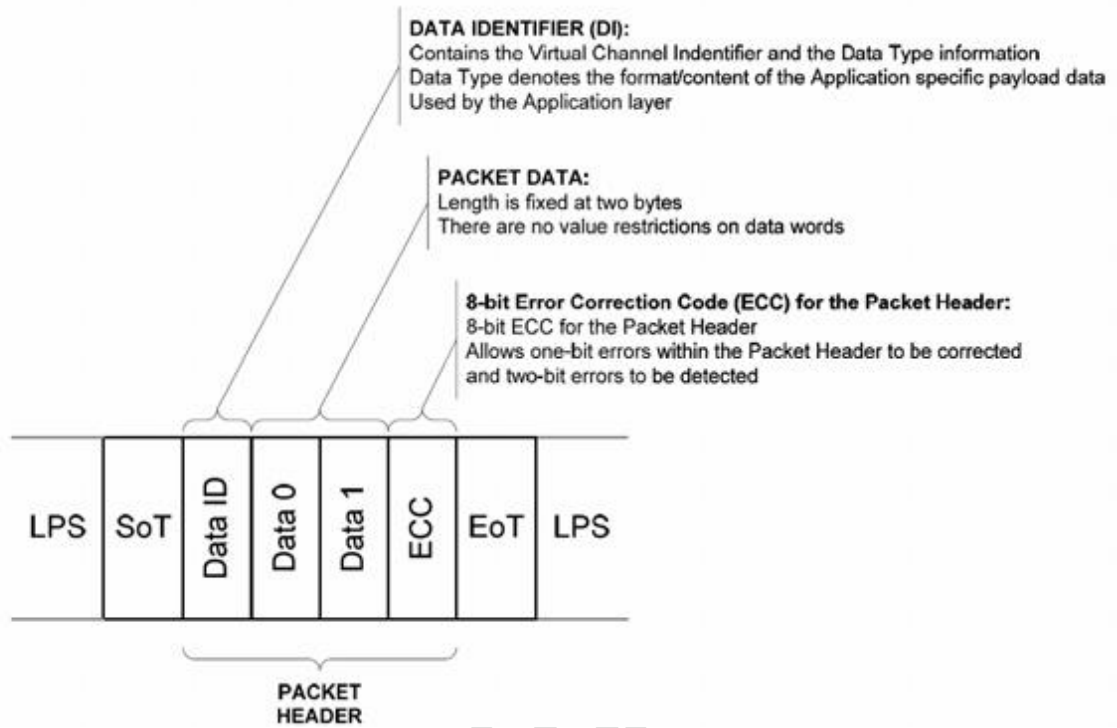 DATA IDENTIFIER (DI):
Contains the Virtual Channel Indentifier and the Data Type information
Data Type denotes the format/content of the Application specific payload data
Used by the Application layer
PACKET DATA:
Length is fixed at two bytes
There are no value restrictions on data words
8-bit Error Correction Code (ECC) for the Packet Header:
8-bit ECC for the Packet Header
Allows one-bit errors within the Packet Header to be corrected
and two-bit errors to be detected
LPS
SoT
Data ID
Data 0
Data 1
ECC
EoT
LPS
PACKET
HEADER